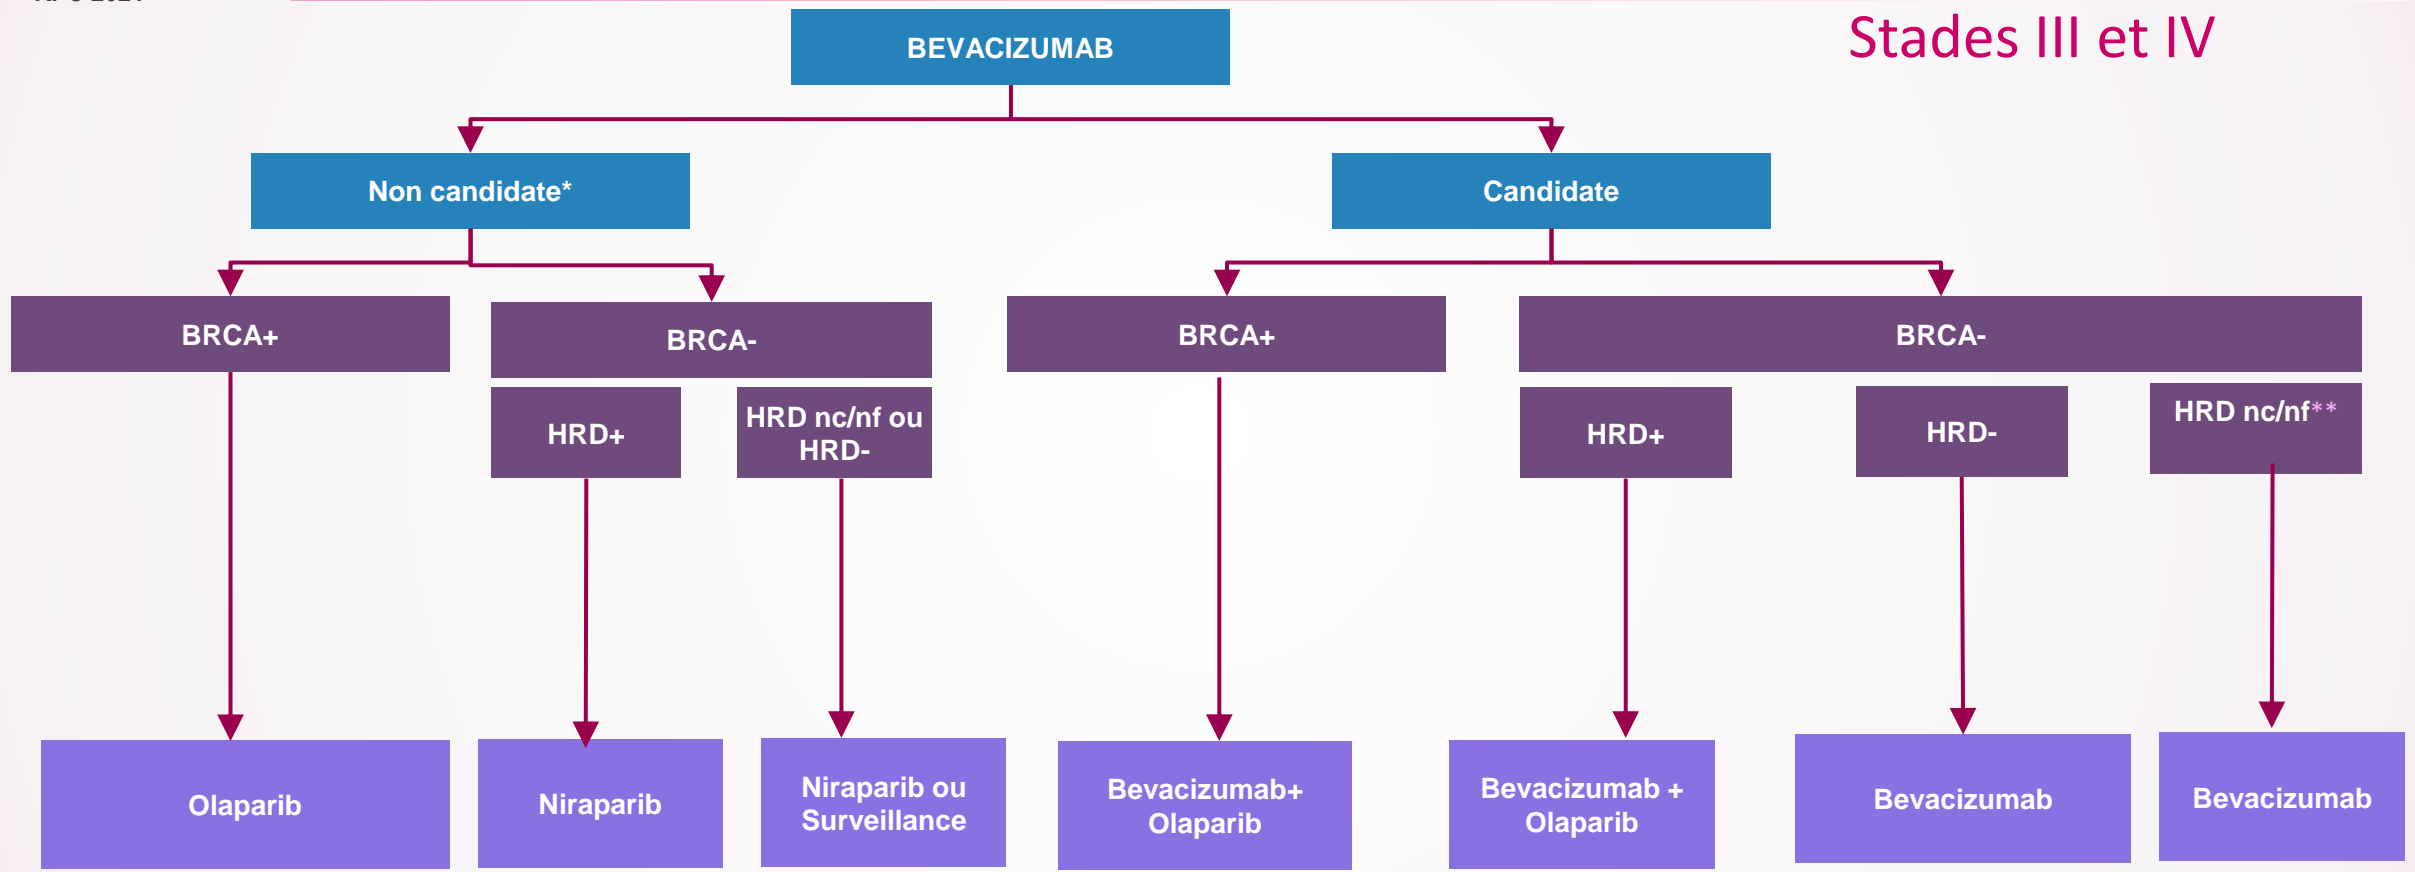 Stades III et IV
BEVACIZUMAB
Non candidate*
Candidate
BRCA+
BRCA-
BRCA+
BRCA-
HRD+
HRD nc/nf ou
HRD-
HRD+
HRD-
HRD nc/nf**
Olaparib
Niraparib
Niraparib ou
Surveillance
Bevacizumab+
Olaparib
Bevacizumab +
Olaparib
Bevacizumab
Bevacizumab